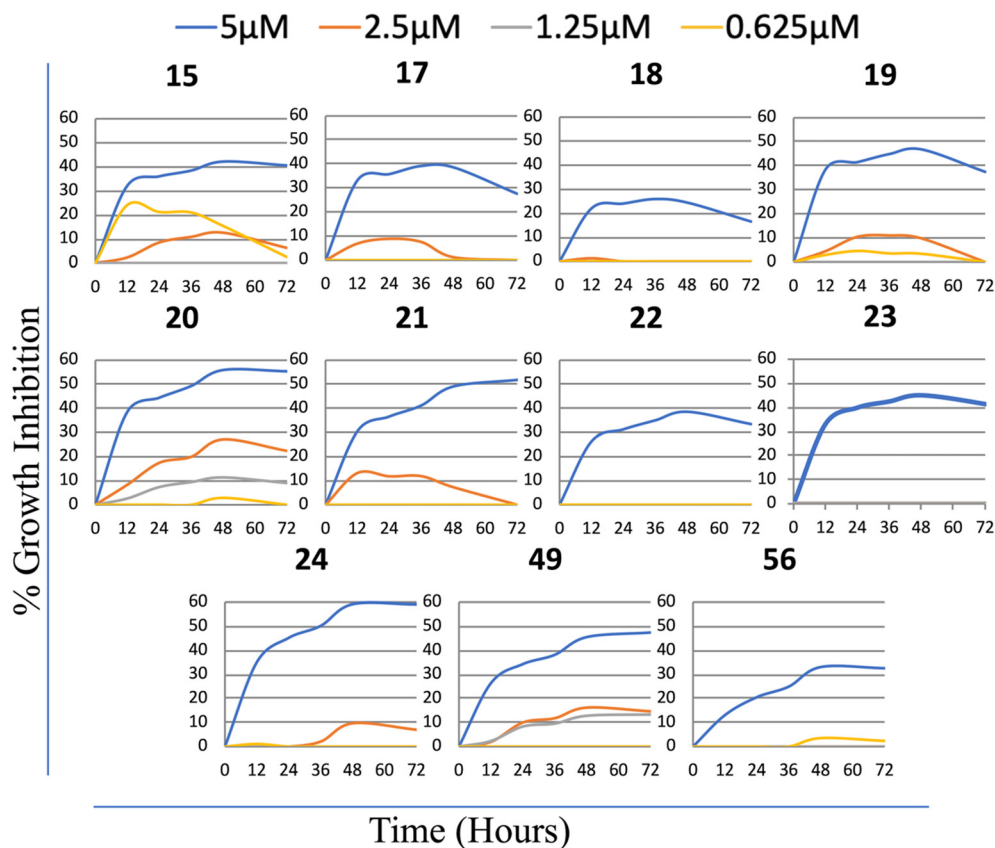 5µM 2.5µM 1.25µM 0.625µM
15 17 18 19
60 60 60 60
50 50 50 50
40 40 40 40
30 30 30 30
20 20 20 20
10 10 10 10
0 0 0 0
0 12 24 36 48 60 72 0 12 24 36 48 60 72 0 12 24 36 48 60 72 0 12 24 36 48 60 72
20 21 22 23
60 60 60 60
50 50 50 50
40 40 40 40
30 30 30 30
20 20 20 20
10 10 10 10
0 0 0 0
0 12 24 36 48 60 72 0 12 24 36 48 60 72 0 12 24 36 48 60 72 0 12 24 36 48 60 72
24 49 56
60 60 60
50 50 50
40 40 40
30 30 30
20 20 20
10 10 10
0 0 0
0 12 24 36 48 60 72 0 12 24 36 48 60 72 0 12 24 36 48 60 72
% Growth Inhibition
Time (Hours)